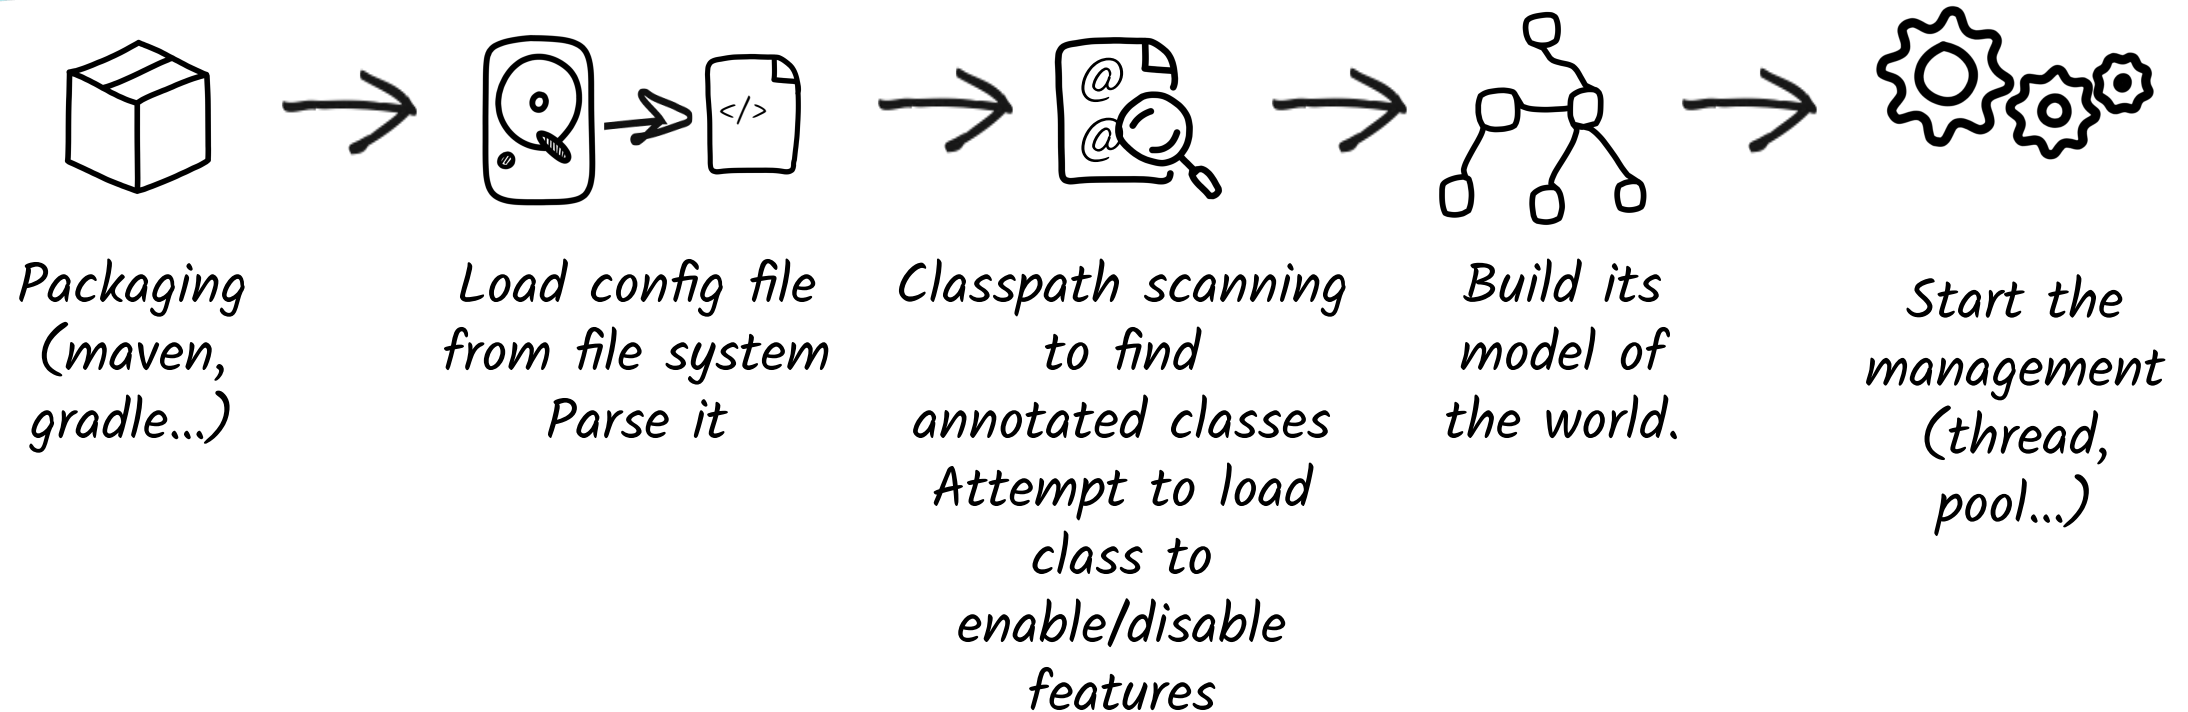 </>
@
@
Packaging
(maven,
gradle...)
Load config file
from file system
Parse it
Classpath scanning
to find
annotated classes
Attempt to load
class to
enable/disable
features
Build its
model of
the world.
Start the
management
(thread,
pool...)